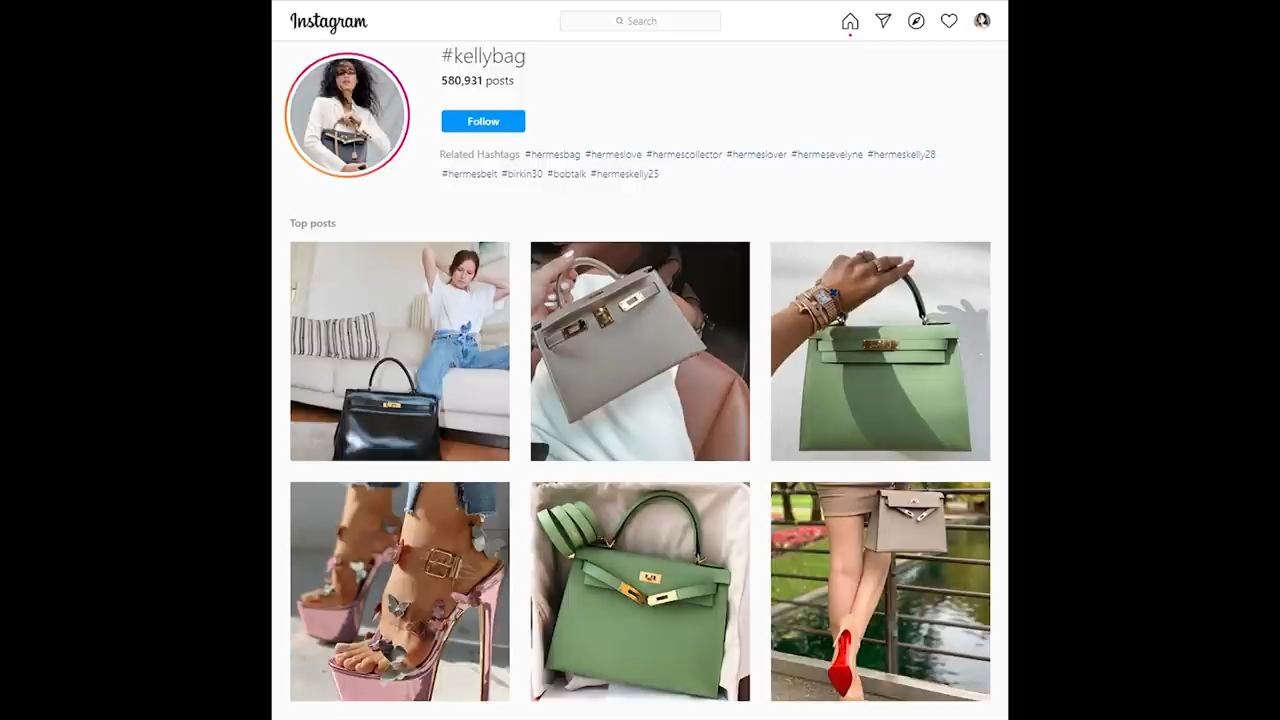 Instagram
Search
#kellybag
580,931 posts
Follow
Related Hashtags #hermesbag #hermeslove #hermescollector #hermeslover #hermesevelyne #hermeskelly28
#hermesbelt #birkin30 #bobtalk #hermeskelly25
Top posts